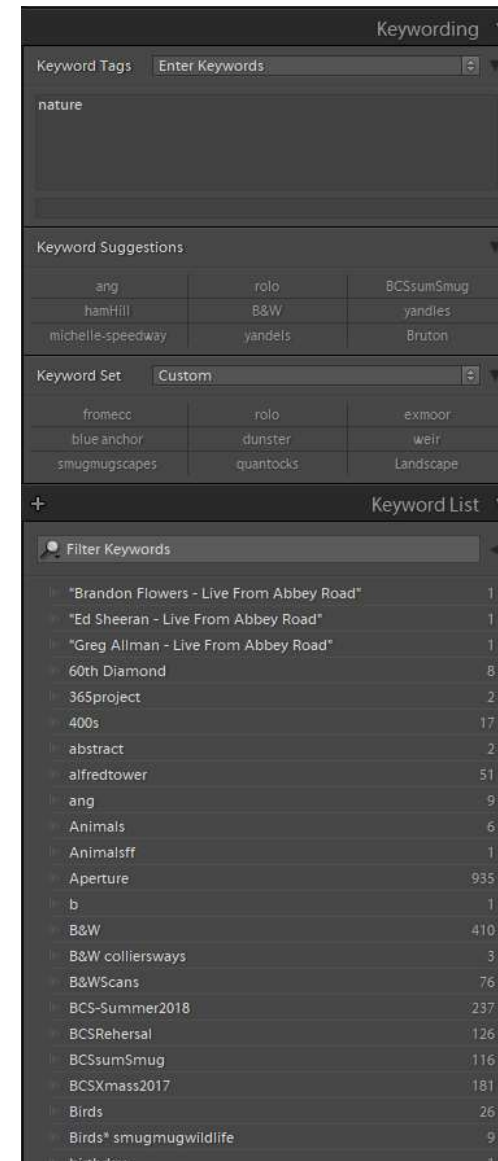 Keywording
Keyword Tags Enter Keywords
nature
Keyword Suggestions
ang rolo BCSsumSmug
hamHill B&W yandles
michelle-speedway yandels Bruton
Keyword Set Custom
fromecc rolo exmoor
blue anchor dunster weir
smugmugscapes quantocks Landscape
+ Keyword List
Filter Keywords
"Brandon Flowers - Live From Abbey Road" 1
"Ed Sheeran - Live From Abbey Road" 1
"Greg Allman - Live From Abbey Road" 1
60th Diamond 8
365project 2
400s 17
abstract 2
alfredtower 51
ang 9
Animals 6
Animalsff 1
Aperture 935
b 1
B&W 410
B&W colliersways 3
B&WScans 76
BCS-Summer2018 237
BCSRehersal 126
BCSsumSmug 116
BCSXmass2017 181
Birds 26
Birds* smugmugwildlife 9